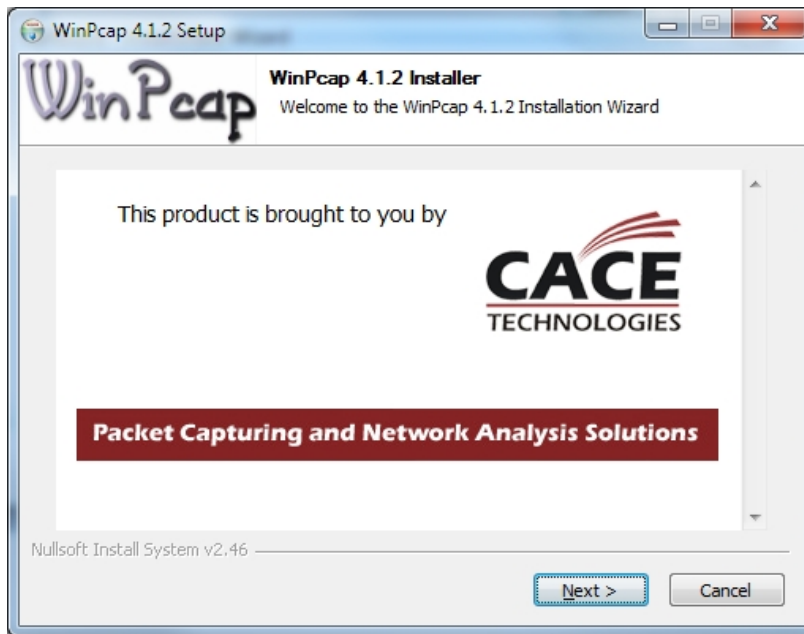 WinPcap 4.1.2 Setup
WinPcap
WinPcap 4.1.2 Installer
Welcome to the WinPcap 4.1.2 Installation Wizard
This product is brought to you by
CACE
TECHNOLOGIES
Packet Capturing and Network Analysis Solutions
Nullsoft Install System v2.46
Next >
Cancel